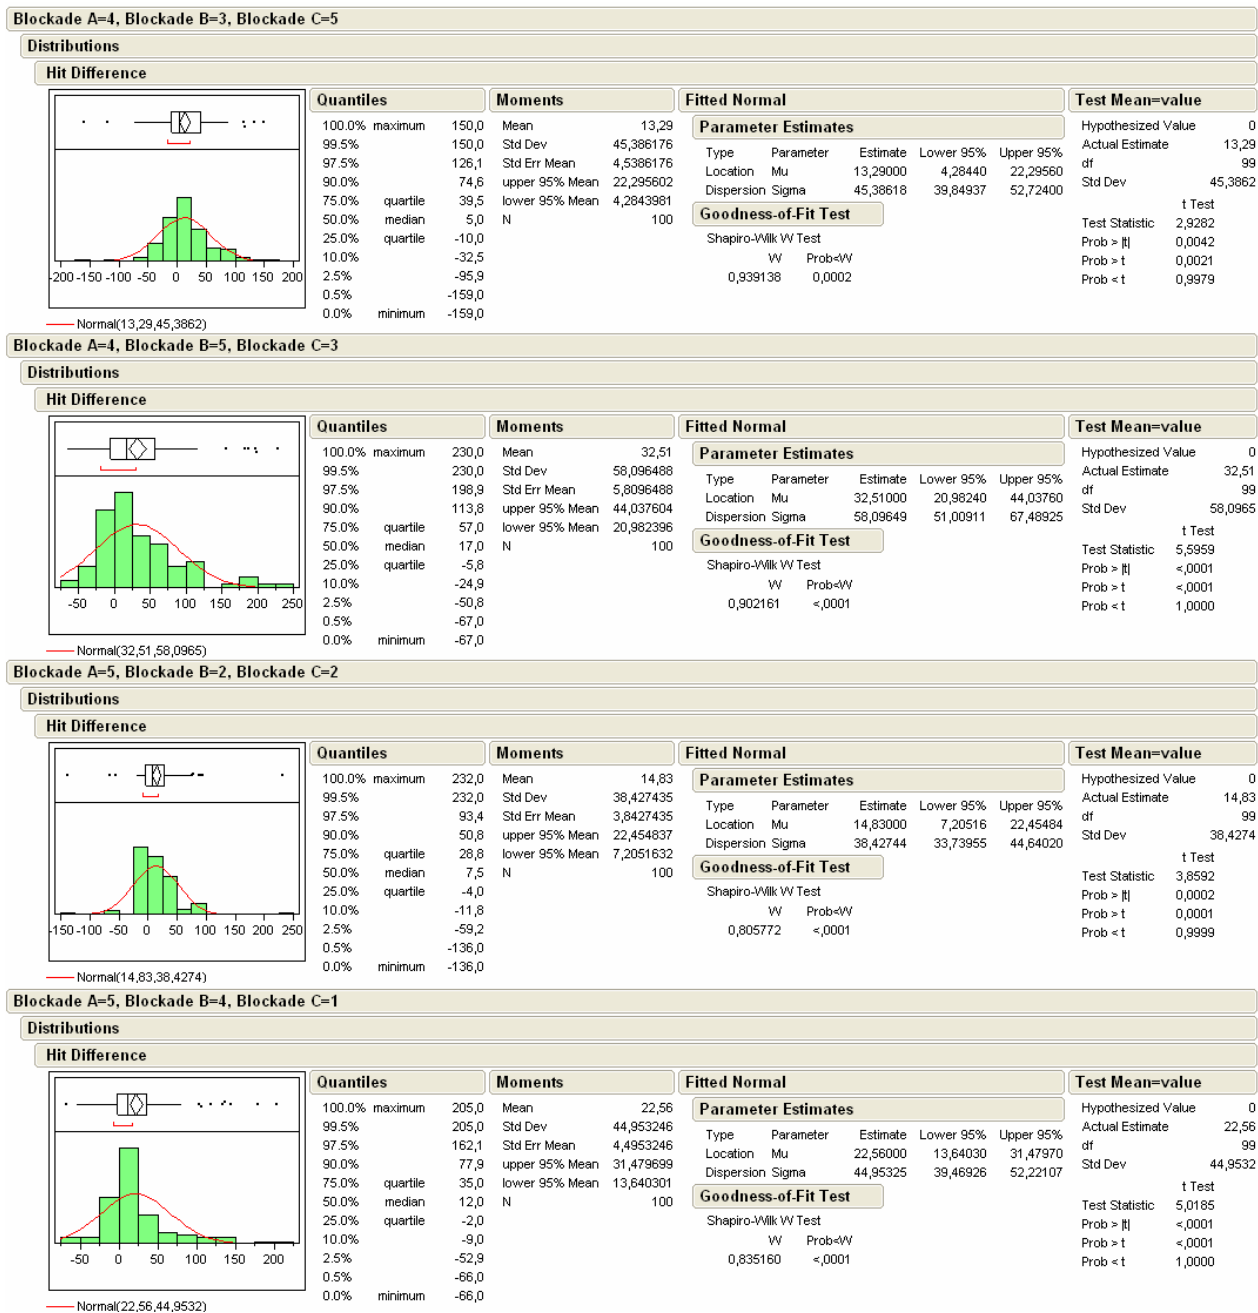 Blockade A=4, Blockade B=3, Blockade C=5
Distributions
Hit Difference
-200 -150 -100 -50 0 50 100 150 200
Normal(13,29,45,3862)
Quantiles
100.0% maximum 150,0
99.5% 150,0
97.5% 126,1
90.0% 74,6
75.0% quartile 39,5
50.0% median 5,0
25.0% quartile -10,0
10.0% -32,5
2.5% -95,9
0.5% -159,0
0.0% minimum -159,0
Moments
Mean 13,29
Std Dev 45,386176
Std Err Mean 4,5386176
upper 95% Mean 22,295602
lower 95% Mean 4,2843981
N 100
Fitted Normal
Parameter Estimates
Type Parameter Estimate Lower 95% Upper 95%
Location Mu 13,29000 4,28440 22,29560
Dispersion Sigma 45,38618 39,84937 52,72400
Goodness-of-Fit Test
Shapiro-Wilk W Test
W Prob<W
0,939138 0,0002
Test Mean=value
Hypothesized Value 0
Actual Estimate 13,29
df 99
Std Dev 45,3862
t Test
Test Statistic 2,9282
Prob > |t| 0,0042
Prob > t 0,0021
Prob < t 0,9979
Blockade A=4, Blockade B=5, Blockade C=3
Distributions
Hit Difference
-50 0 50 100 150 200 250
Normal(32,51,58,0965)
Quantiles
100.0% maximum 230,0
99.5% 230,0
97.5% 198,9
90.0% 113,8
75.0% quartile 57,0
50.0% median 17,0
25.0% quartile -5,8
10.0% -24,9
2.5% -50,8
0.5% -67,0
0.0% minimum -67,0
Moments
Mean 32,51
Std Dev 58,096488
Std Err Mean 5,8096488
upper 95% Mean 44,037604
lower 95% Mean 20,982396
N 100
Fitted Normal
Parameter Estimates
Type Parameter Estimate Lower 95% Upper 95%
Location Mu 32,51000 20,98240 44,03760
Dispersion Sigma 58,09649 51,00911 67,48925
Goodness-of-Fit Test
Shapiro-Wilk W Test
W Prob<W
0,902161 <,0001
Test Mean=value
Hypothesized Value 0
Actual Estimate 32,51
df 99
Std Dev 58,0965
t Test
Test Statistic 5,5959
Prob > |t| <,0001
Prob > t <,0001
Prob < t 1,0000
Blockade A=5, Blockade B=2, Blockade C=2
Distributions
Hit Difference
-150 -100 -50 0 50 100 150 200 250
Normal(14,83,38,4274)
Quantiles
100.0% maximum 232,0
99.5% 232,0
97.5% 93,4
90.0% 50,8
75.0% quartile 28,8
50.0% median 7,5
25.0% quartile -4,0
10.0% -11,8
2.5% -59,2
0.5% -136,0
0.0% minimum -136,0
Moments
Mean 14,83
Std Dev 38,427435
Std Err Mean 3,8427435
upper 95% Mean 22,454837
lower 95% Mean 7,2051632
N 100
Fitted Normal
Parameter Estimates
Type Parameter Estimate Lower 95% Upper 95%
Location Mu 14,83000 7,20516 22,45484
Dispersion Sigma 38,42744 33,73955 44,64020
Goodness-of-Fit Test
Shapiro-Wilk W Test
W Prob<W
0,805772 <,0001
Test Mean=value
Hypothesized Value 0
Actual Estimate 14,83
df 99
Std Dev 38,4274
t Test
Test Statistic 3,8592
Prob > |t| 0,0002
Prob > t 0,0001
Prob < t 0,9999
Blockade A=5, Blockade B=4, Blockade C=1
Distributions
Hit Difference
-50 0 50 100 150 200
Normal(22,56,44,9532)
Quantiles
100.0% maximum 205,0
99.5% 205,0
97.5% 162,1
90.0% 77,9
75.0% quartile 35,0
50.0% median 12,0
25.0% quartile -2,0
10.0% -9,0
2.5% -52,9
0.5% -66,0
0.0% minimum -66,0
Moments
Mean 22,56
Std Dev 44,953246
Std Err Mean 4,4953246
upper 95% Mean 31,479699
lower 95% Mean 13,640301
N 100
Fitted Normal
Parameter Estimates
Type Parameter Estimate Lower 95% Upper 95%
Location Mu 22,56000 13,64030 31,47970
Dispersion Sigma 44,95325 39,46926 52,22107
Goodness-of-Fit Test
Shapiro-Wilk W Test
W Prob<W
0,835160 <,0001
Test Mean=value
Hypothesized Value 0
Actual Estimate 22,56
df 99
Std Dev 44,9532
t Test
Test Statistic 5,0185
Prob > |t| <,0001
Prob > t <,0001
Prob < t 1,0000